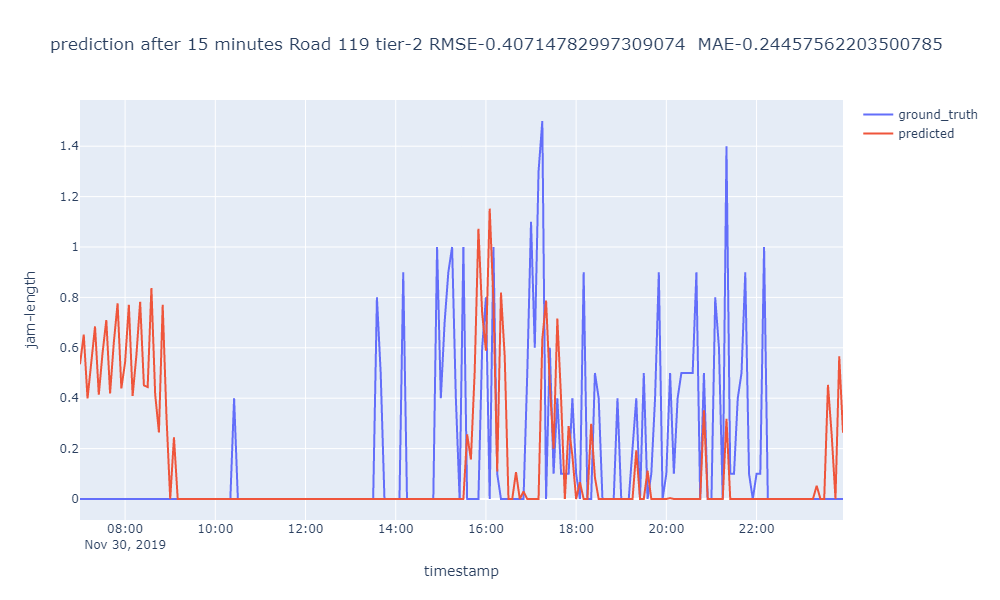 prediction after 15 minutes Road 119 tier-2 RMSE-0.40714782997309074  MAE-0.24457562203500785
ground_truth
predicted
jam-length
1.4
1.2
1
0.8
0.6
0.4
0.2
0
08:00 10:00 12:00 14:00 16:00 18:00 20:00 22:00
Nov 30, 2019
timestamp